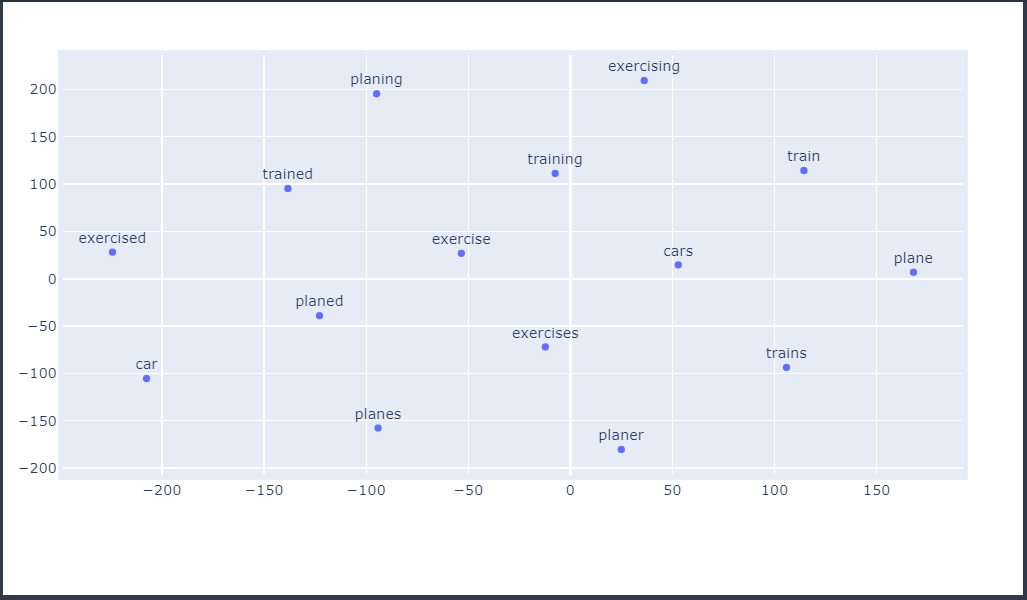 exercising
planing
200
150
training
train
trained
100
exercised
exercise
50
cars
plane
0
planed
−50
exercises
trains
car
−100
planes
−150
planer
−200
−200 −150 −100 −50 0 50 100 150